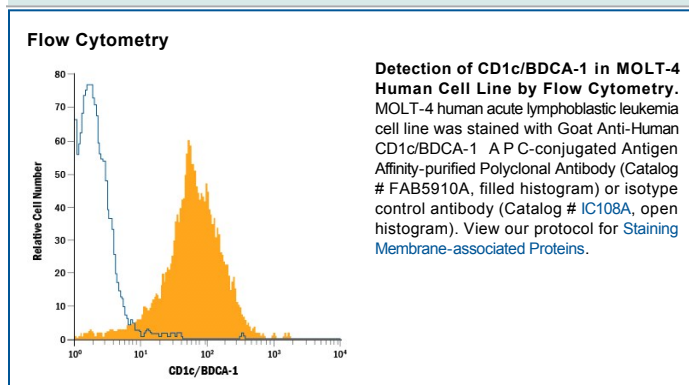 Flow Cytometry
80
70
60
50
40
30
20
10
0
Relative Cell Number
10⁰
10¹
10²
10³
10⁴
CD1c/BDCA-1
Detection of CD1c/BDCA-1 in MOLT-4
Human Cell Line by Flow Cytometry.
MOLT-4 human acute lymphoblastic leukemia
cell line was stained with Goat Anti-Human
CD1c/BDCA-1 A P C-conjugated Antigen
Affinity-purified Polyclonal Antibody (Catalog
# FAB5910A, filled histogram) or isotype
control antibody (Catalog # IC108A, open
histogram). View our protocol for Staining
Membrane-associated Proteins.